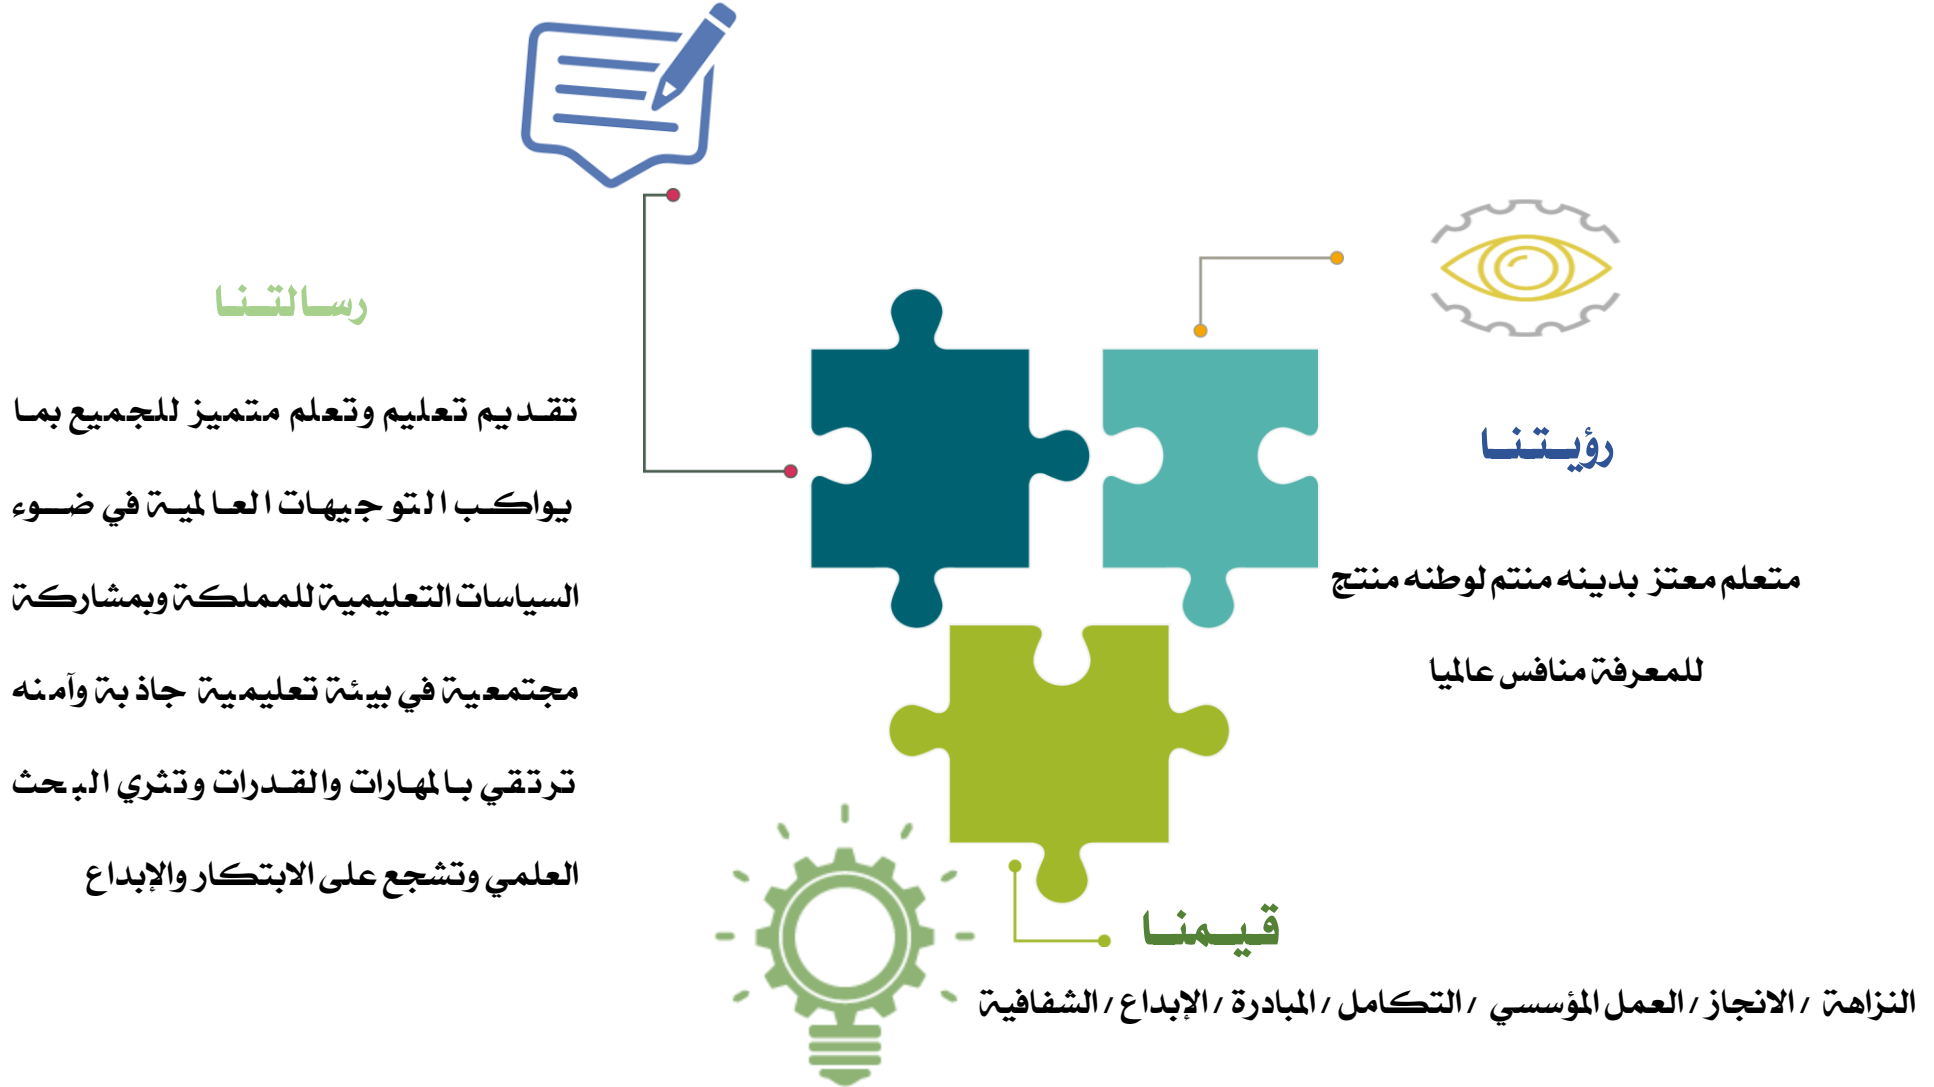 رؤيتنا
متعلم معتز بدينه منتم لوطنه منتج
للمعرفة منافس عالميا
رسالتنا
تقديم تعليم وتعلم متميز للجميع بما
يواكب التوجيهات العالمية في ضوء
السياسات التعليمية للمملكة وبمشاركة
مجتمعية في بيئة تعليمية جاذبة وآمنه
ترتقي بالمهارات والقدرات وتثري البحث
العلمي وتشجع على الابتكار والإبداع
قيمنا
النزاهة / الانجاز / العمل المؤسسي / التكامل / المبادرة / الإبداع / الشفافية